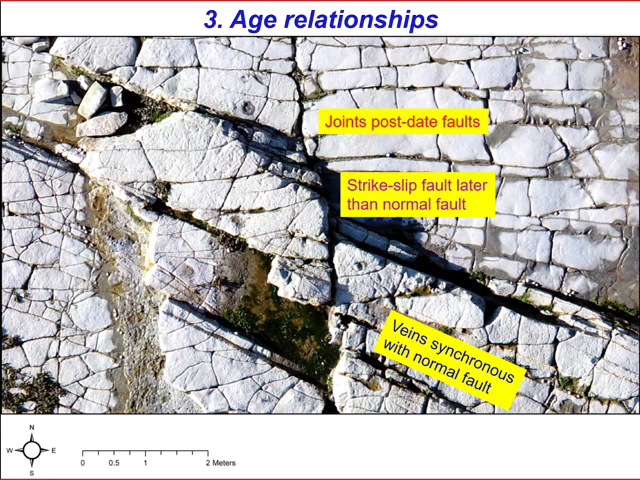 3. Age relationships
Joints post-date faults
Strike-slip fault later
than normal fault
Veins synchronous
with normal fault
N
W E
S
0 0.5 1 2 Meters